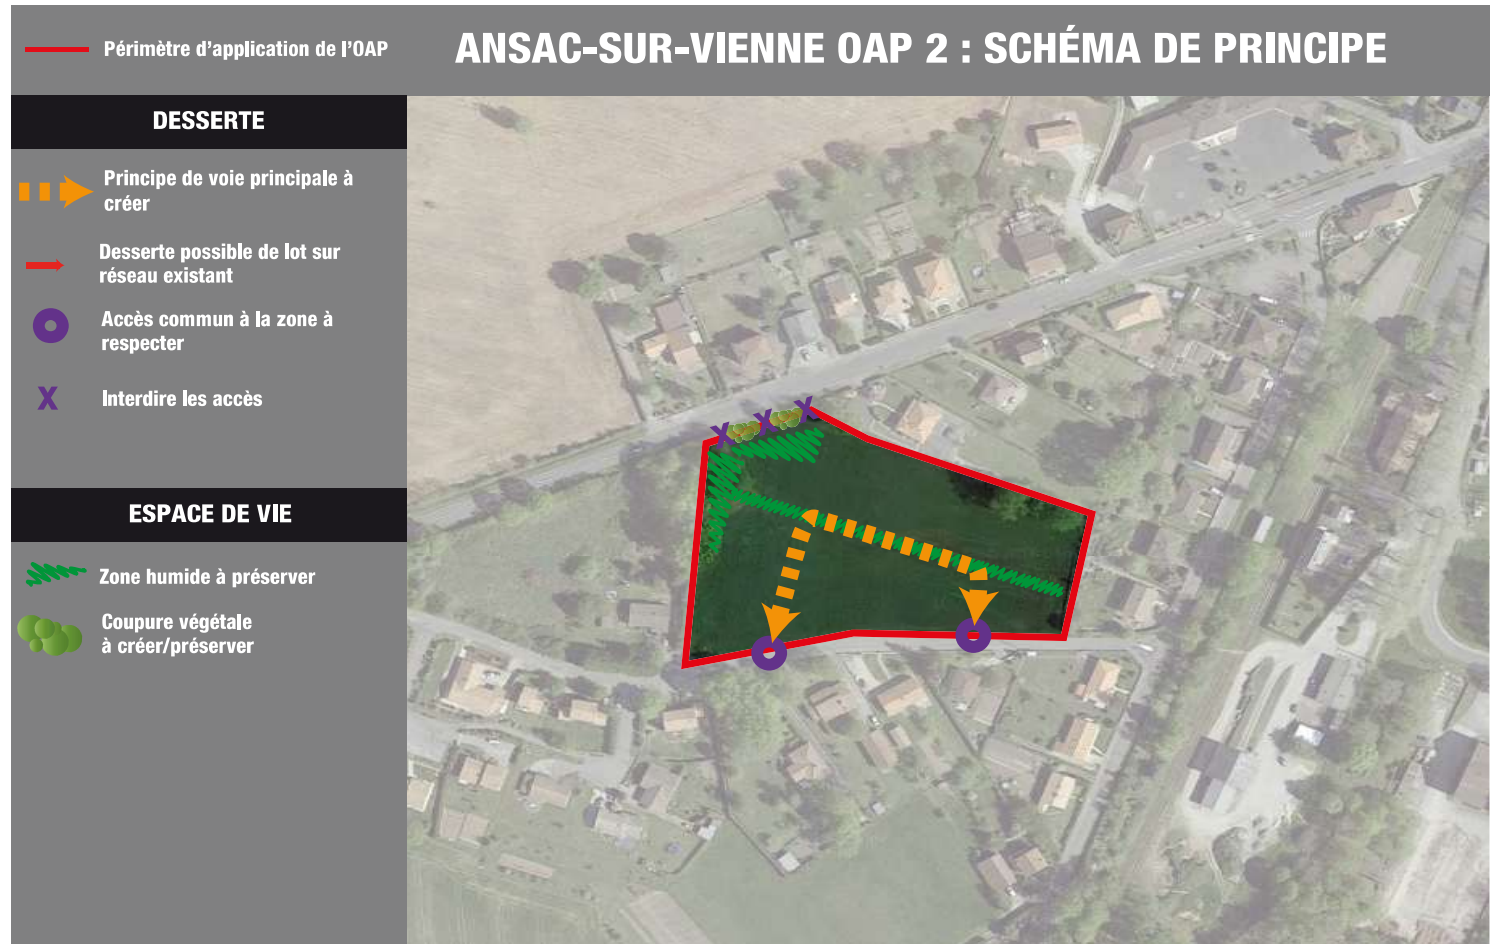 Périmètre d'application de l'OAP
ANSAC-SUR-VIENNE OAP 2 : SCHÉMA DE PRINCIPE
DESSERTE
Principe de voie principale à
créer
Desserte possible de lot sur
réseau existant
Accès commun à la zone à
respecter
X Interdire les accès
ESPACE DE VIE
Zone humide à préserver
Coupure végétale
à créer/préserver
X X X